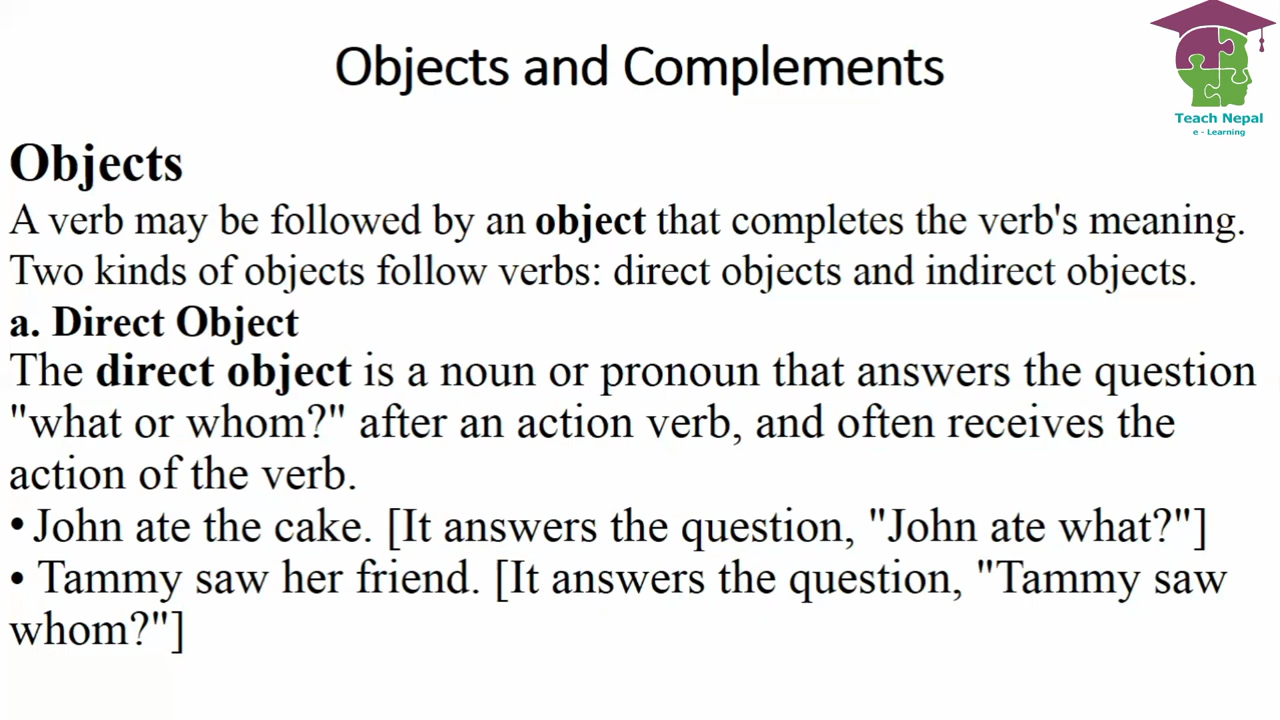 Objects and Complements
Teach Nepal
e - Learning
Objects
A verb may be followed by an object that completes the verb's meaning.
Two kinds of objects follow verbs: direct objects and indirect objects.
a. Direct Object
The direct object is a noun or pronoun that answers the question
"what or whom?" after an action verb, and often receives the
action of the verb.
• John ate the cake. [It answers the question, "John ate what?"]
• Tammy saw her friend. [It answers the question, "Tammy saw
whom?"]